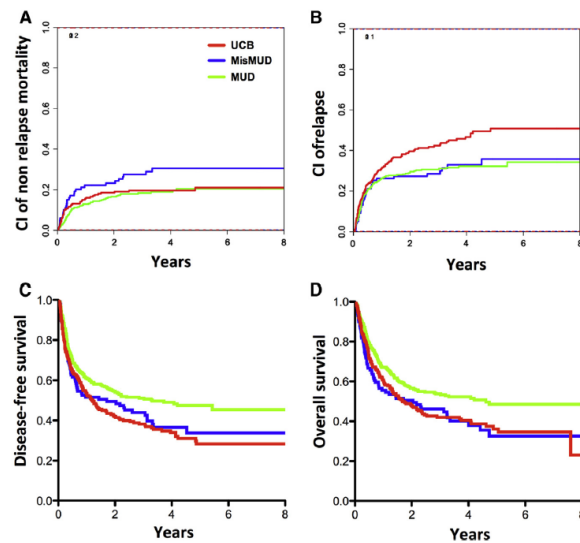 A
CI of non relapse mortality
1.0
0.8
0.6
0.4
0.2
0.0
UCB
MisMUD
MUD
0 2 4 6 8
Years
B
CI ofrelapse
1.0
0.8
0.6
0.4
0.2
0.0
0 2 4 6 8
Years
C
Disease-free survival
1.0
0.8
0.6
0.4
0.2
0.0
0 2 4 6 8
Years
D
Overall survival
1.0
0.8
0.6
0.4
0.2
0.0
0 2 4 6 8
Years